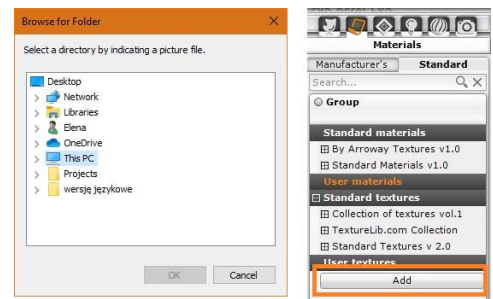 Browse for Folder
Select a directory by indicating a picture file.
Desktop
Network
Libraries
Elena
OneDrive
This PC
Projects
wersję językowe
OK
Cancel
Materials
Manufacturer's
Standard
Search...
Group
Standard materials
By Arroway Textures v1.0
Standard Materials v1.0
User materials
Standard textures
Collection of textures vol.1
TextureLib.com Collection
Standard Textures v 2.0
User textures
Add